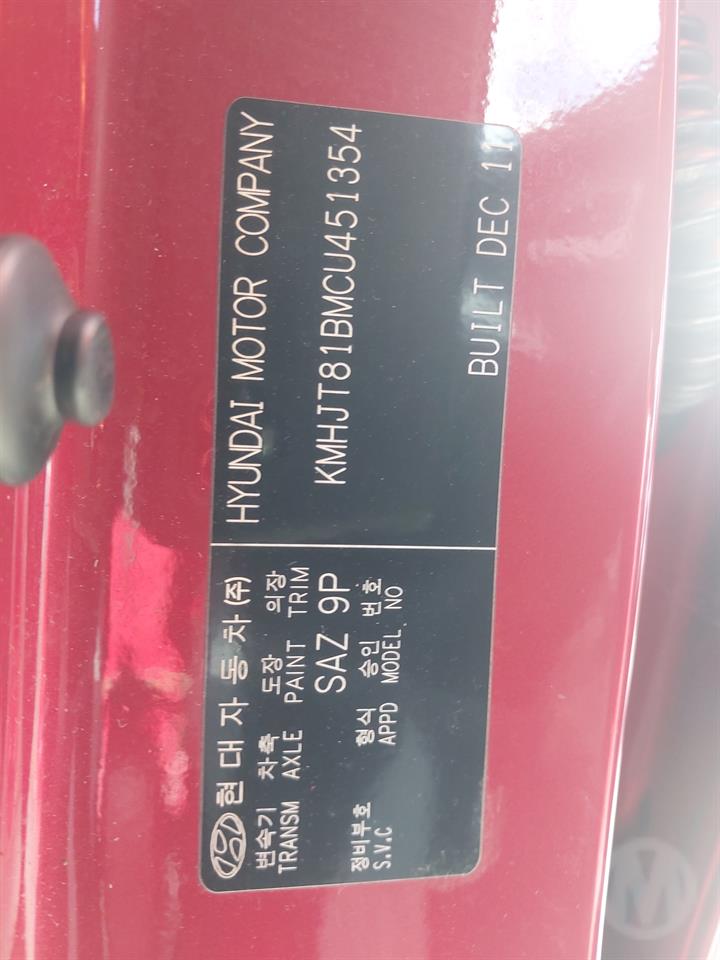 현대자동차(주)
변속기 차축 도장 의장
TRANSM AXLE PAINT TRIM
SAZ 9P
정비부호 형식 승인 번호
S.V.C APPD MODEL NO
HYUNDAI MOTOR COMPANY
KMHJT81BMCU451354
BUILT DEC 11